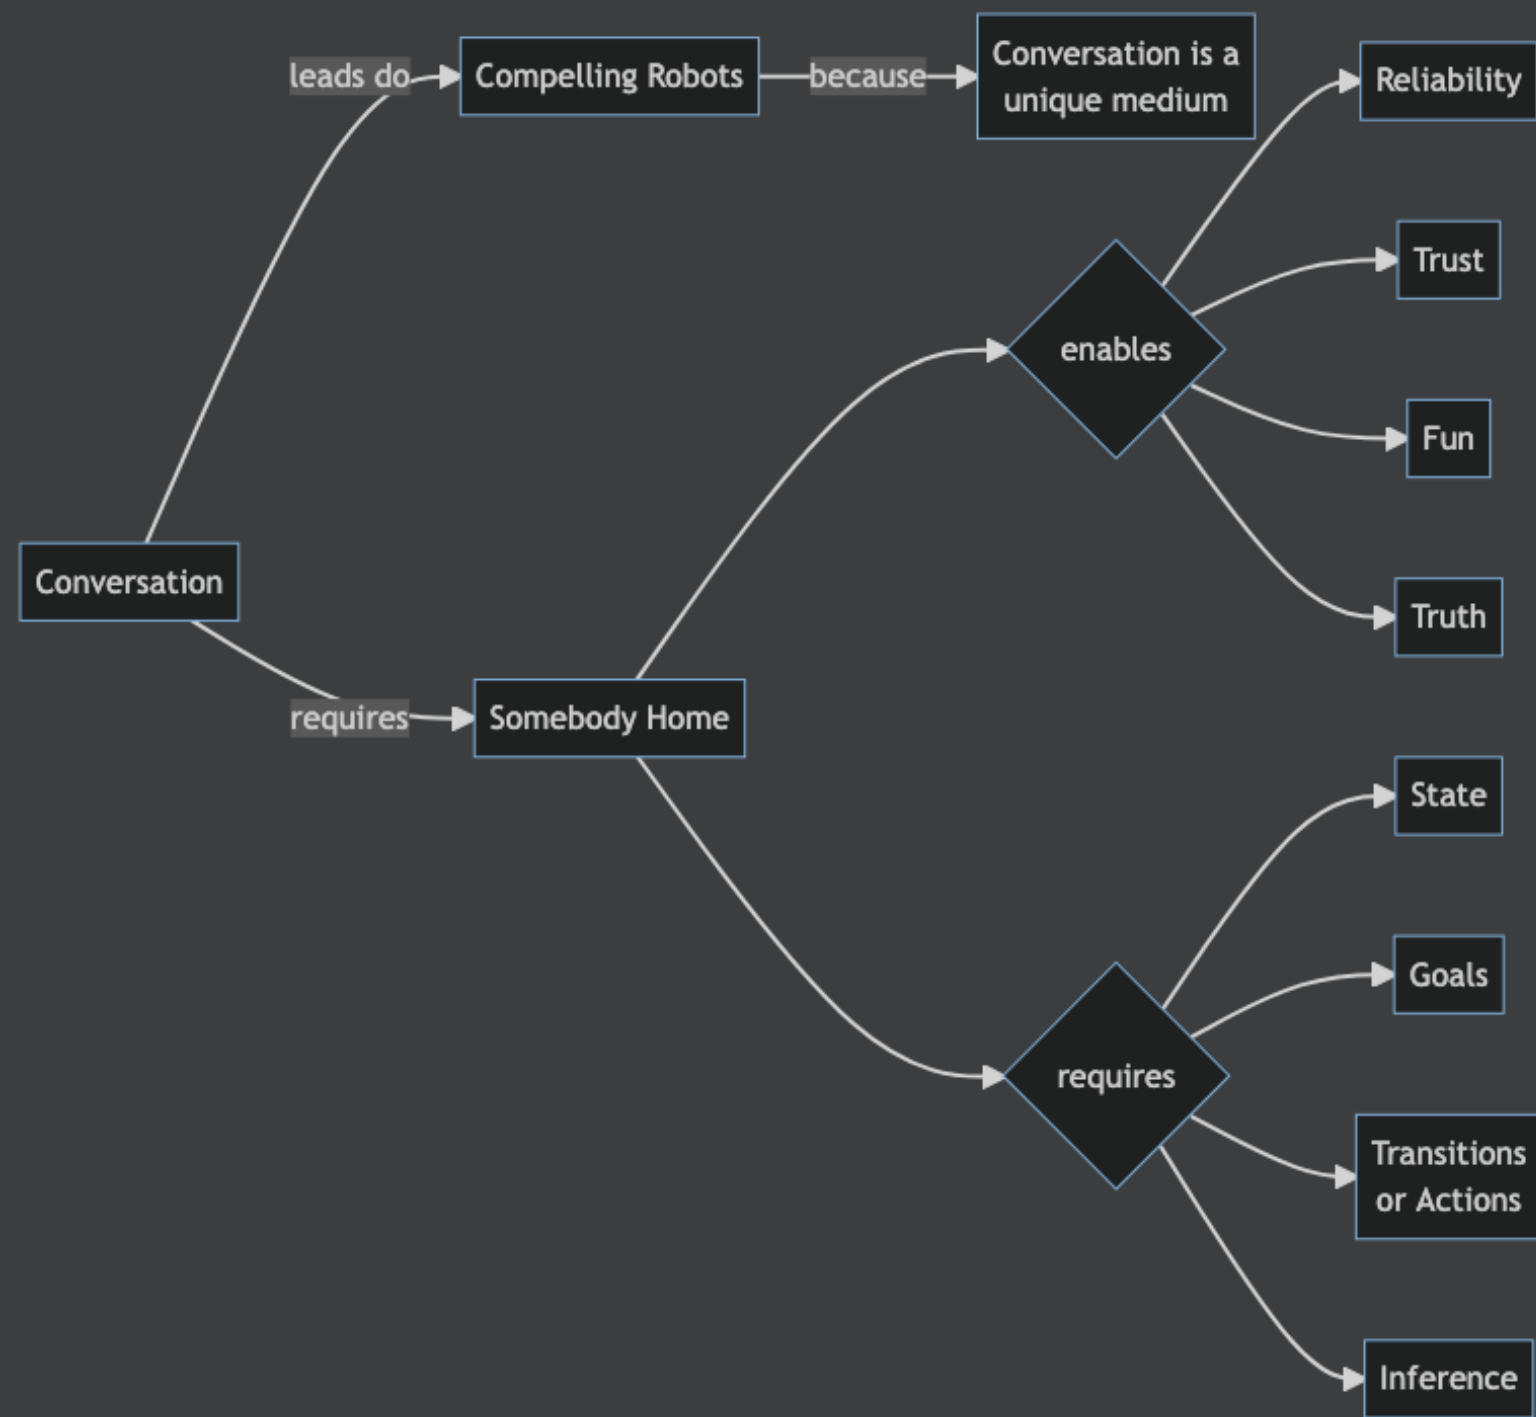 leads do
Compelling Robots
because
Conversation is a
unique medium
Reliability
Trust
enables
Fun
Conversation
Truth
requires
Somebody Home
State
Goals
requires
Transitions
or Actions
Inference